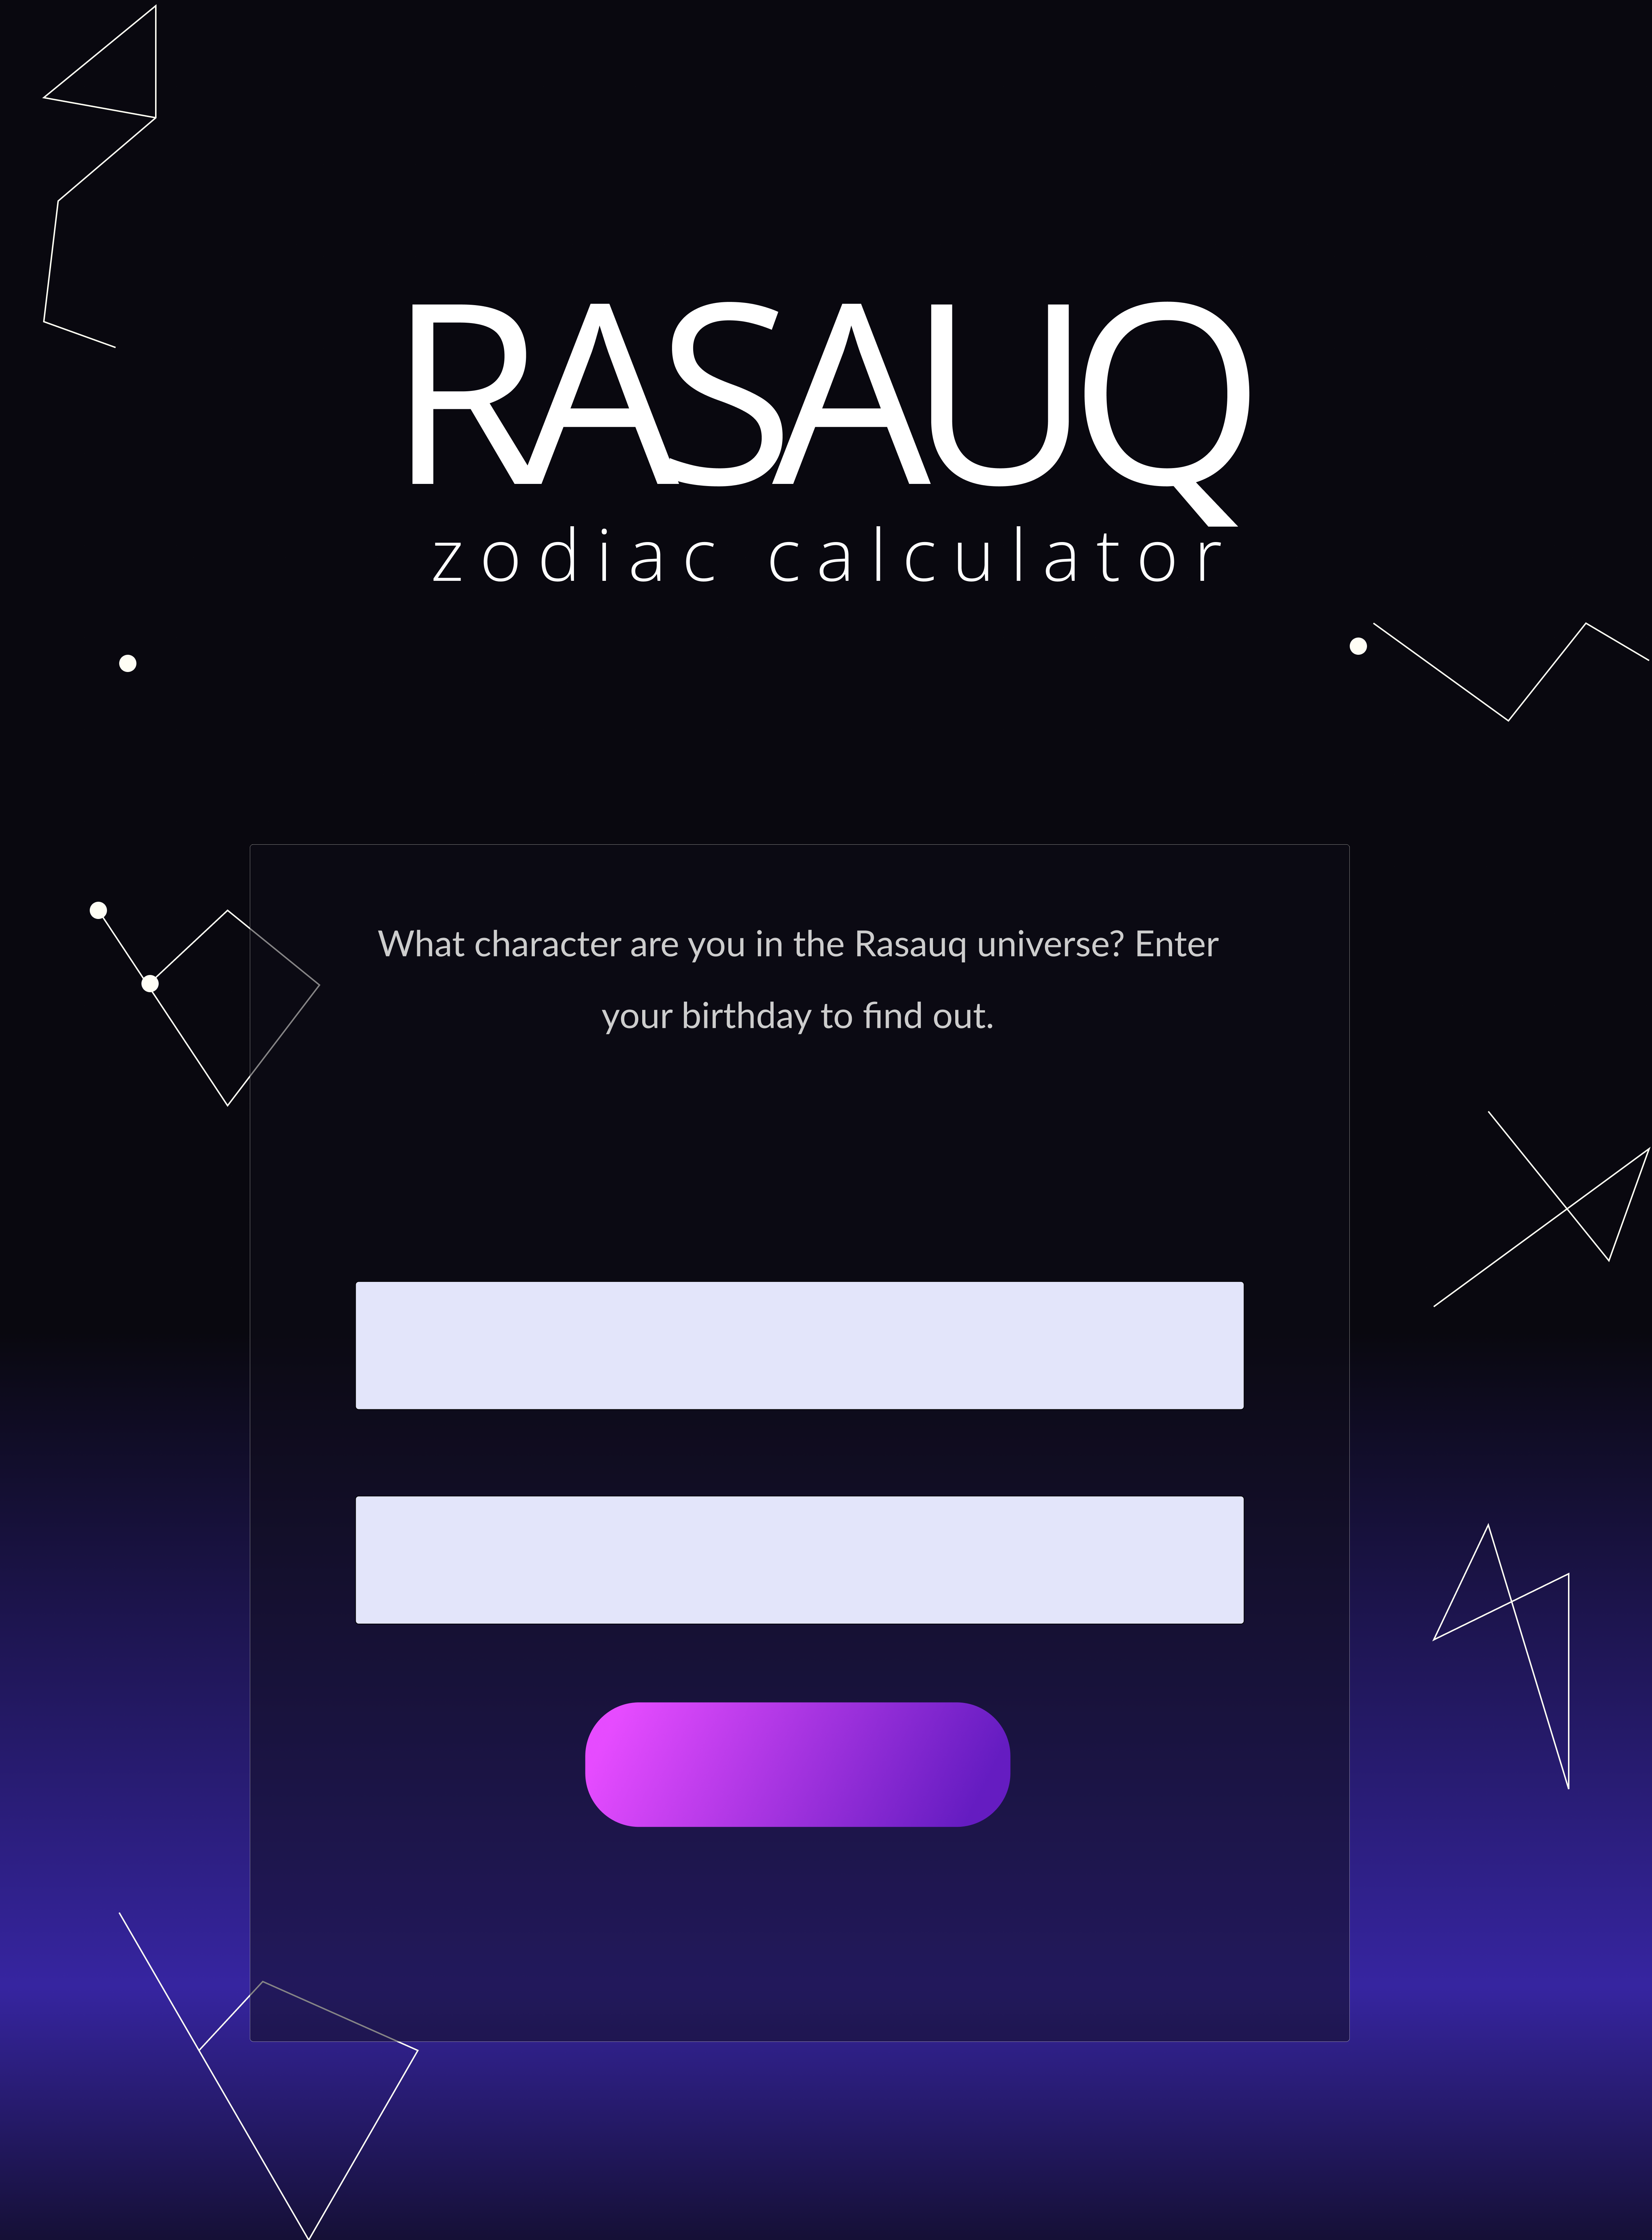 RASAUQ
zodiac calculator
What character are you in the Rasauq universe? Enter
your birthday to find out.